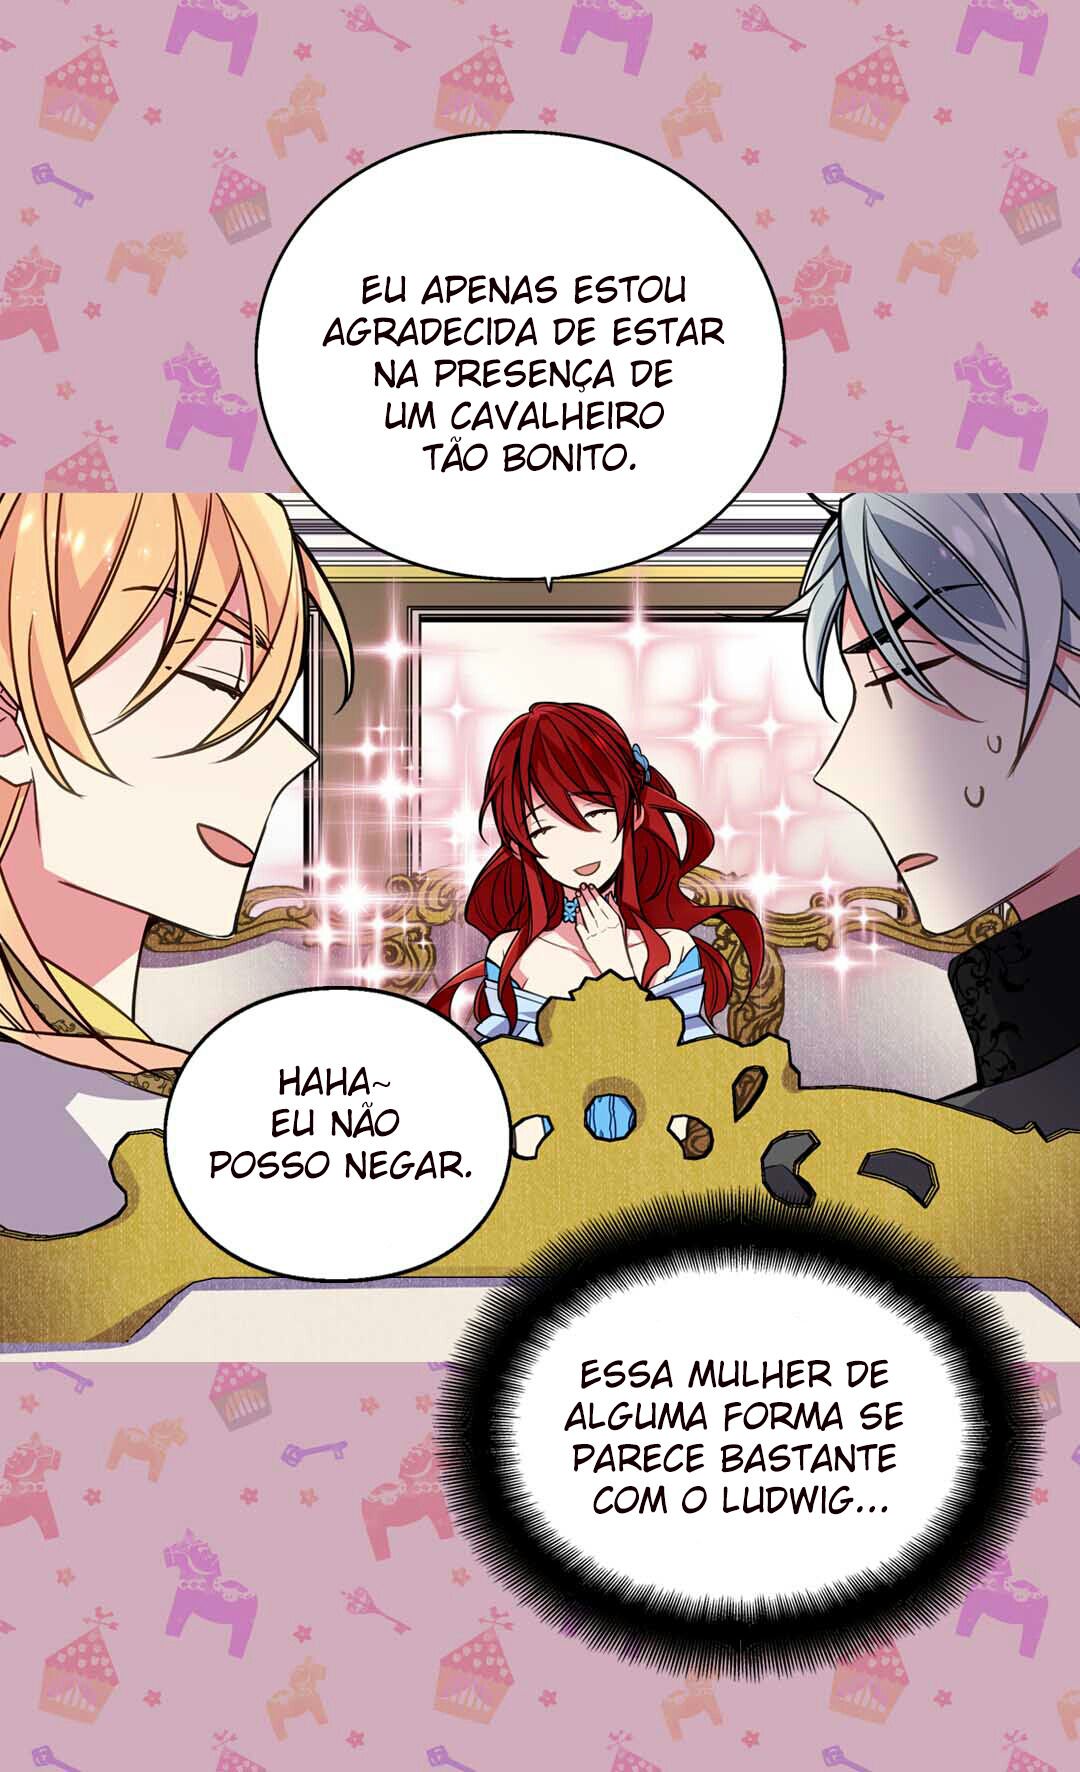 EU APENAS ESTOU
AGRADECIDA DE ESTAR
NA PRESENÇA DE
UM CAVALHEIRO
TÃO BONITO.
HAHA~
EU NÃO
POSSO NEGAR.
ESSA MULHER DE
ALGUMA FORMA SE
PARECE BASTANTE
COM O LUDWIG...